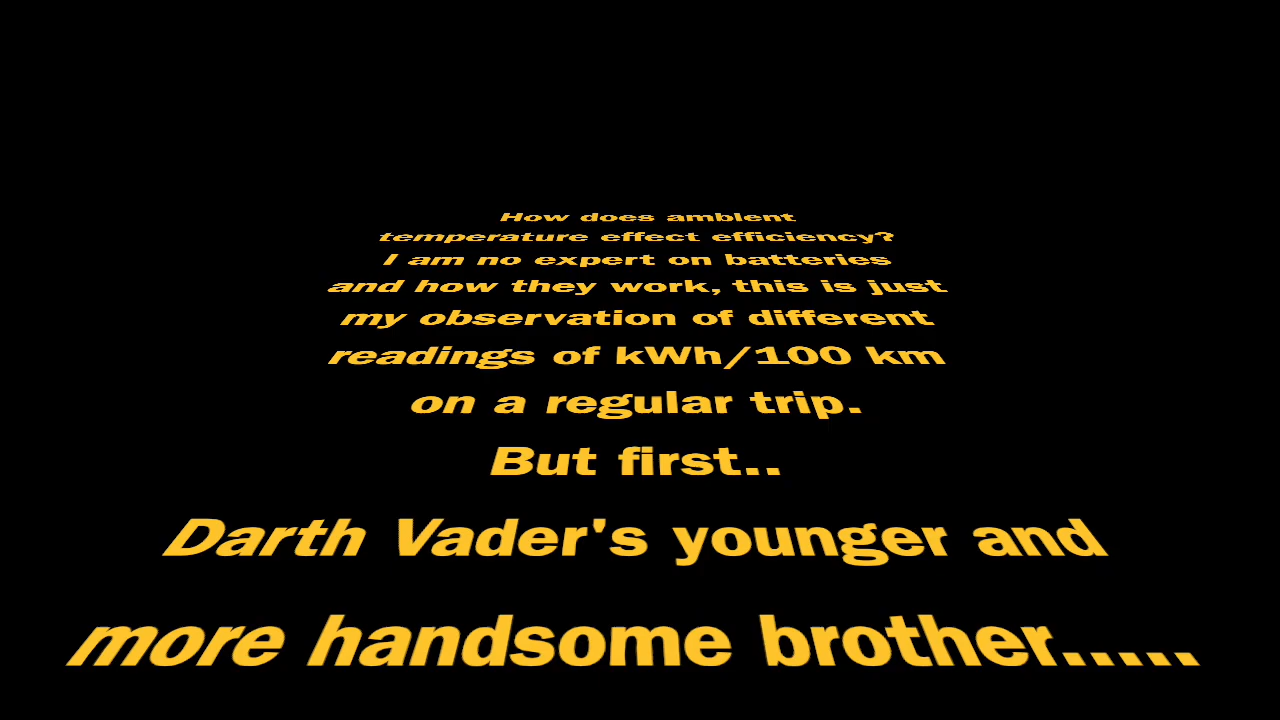 How does ambient
temperature effect efficiency?
I am no expert on batteries
and how they work, this is just
my observation of different
readings of kWh/100 km
on a regular trip.
But first..
Darth Vader's younger and
more handsome brother.....